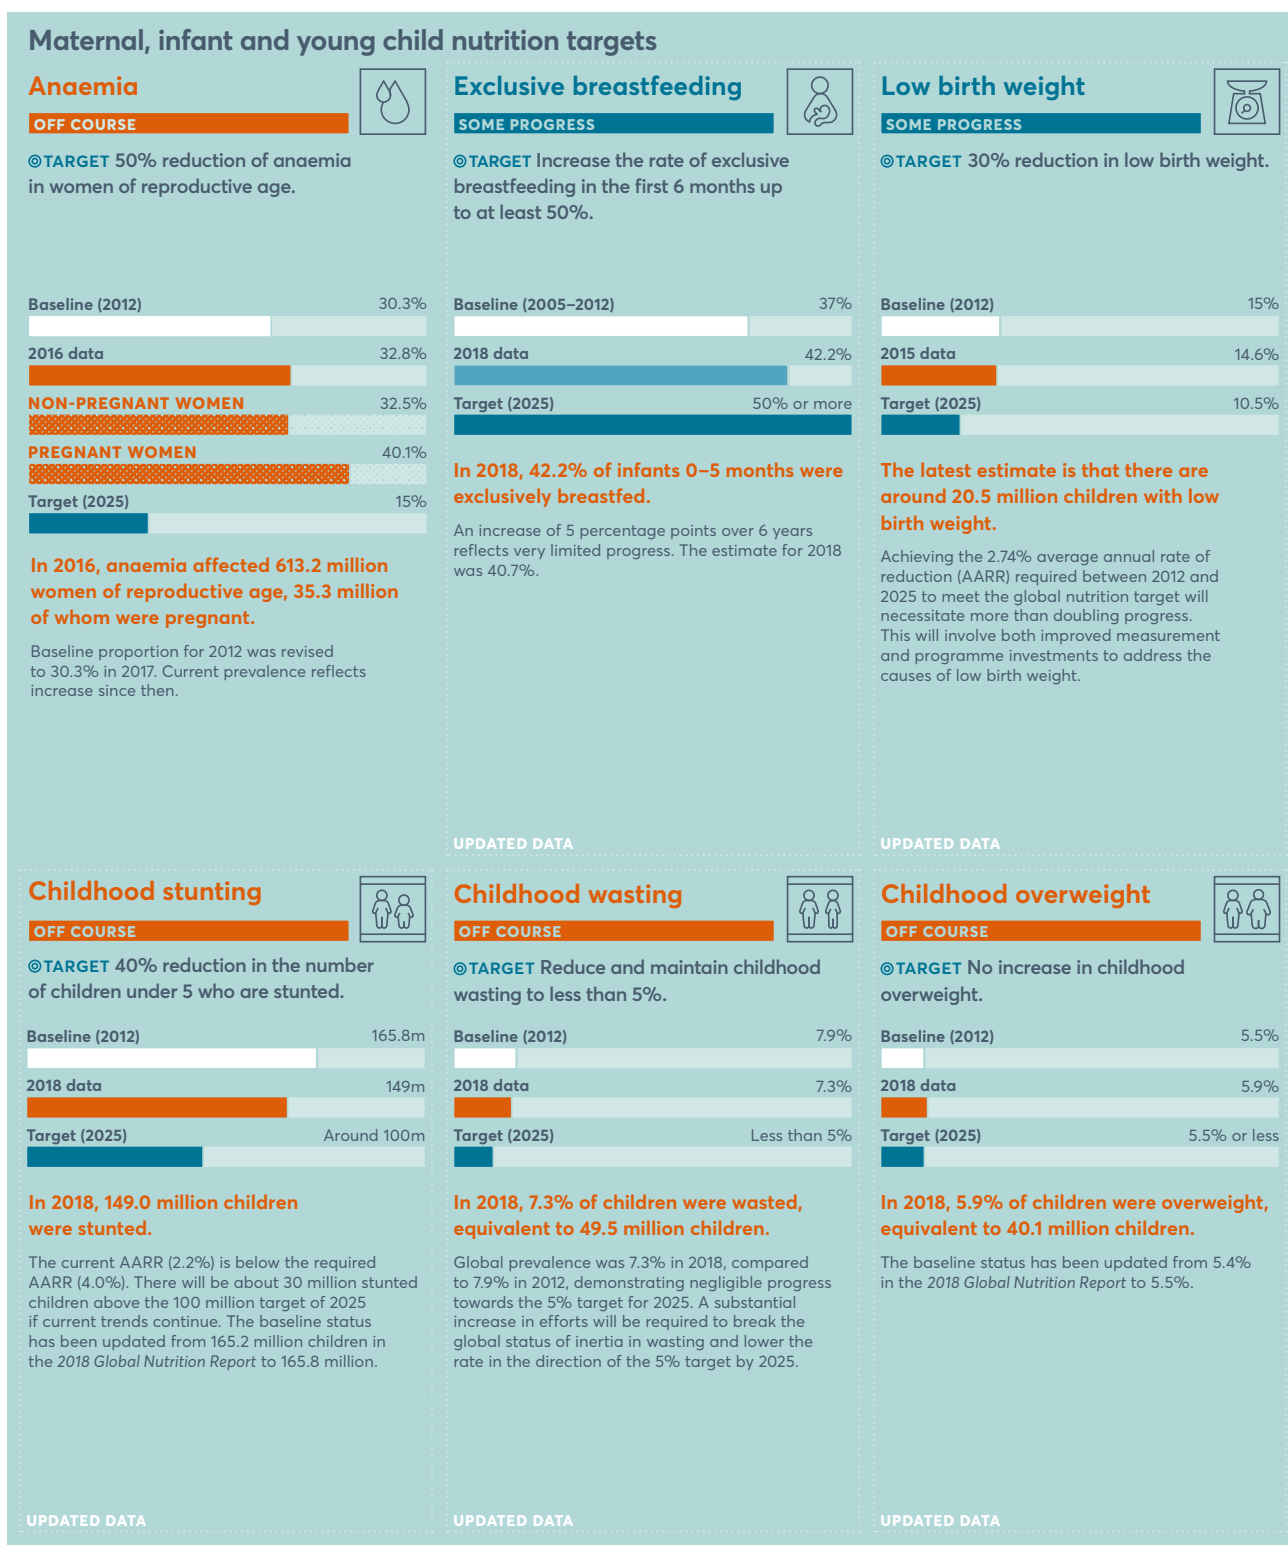 Maternal, infant and young child nutrition targets
Anaemia
OFF COURSE
TARGET 50% reduction of anaemia
in women of reproductive age.
Baseline (2012) 30.3%
2016 data 32.8%
NON-PREGNANT WOMEN 32.5%
PREGNANT WOMEN 40.1%
Target (2025) 15%
In 2016, anaemia affected 613.2 million
women of reproductive age, 35.3 million
of whom were pregnant.
Baseline proportion for 2012 was revised
to 30.3% in 2017. Current prevalence reflects
increase since then.
Exclusive breastfeeding
SOME PROGRESS
TARGET Increase the rate of exclusive
breastfeeding in the first 6 months up
to at least 50%.
Baseline (2005–2012) 37%
2018 data 42.2%
Target (2025) 50% or more
In 2018, 42.2% of infants 0–5 months were
exclusively breastfed.
An increase of 5 percentage points over 6 years
reflects very limited progress. The estimate for 2018
was 40.7%.
UPDATED DATA
Low birth weight
SOME PROGRESS
TARGET 30% reduction in low birth weight.
Baseline (2012) 15%
2015 data 14.6%
Target (2025) 10.5%
The latest estimate is that there are
around 20.5 million children with low
birth weight.
Achieving the 2.74% average annual rate of
reduction (AARR) required between 2012 and
2025 to meet the global nutrition target will
necessitate more than doubling progress.
This will involve both improved measurement
and programme investments to address the
causes of low birth weight.
UPDATED DATA
Childhood stunting
OFF COURSE
TARGET 40% reduction in the number
of children under 5 who are stunted.
Baseline (2012) 165.8m
2018 data 149m
Target (2025) Around 100m
In 2018, 149.0 million children
were stunted.
The current AARR (2.2%) is below the required
AARR (4.0%). There will be about 30 million stunted
children above the 100 million target of 2025
if current trends continue. The baseline status
has been updated from 165.2 million children in
the 2018 Global Nutrition Report to 165.8 million.
UPDATED DATA
Childhood wasting
OFF COURSE
TARGET Reduce and maintain childhood
wasting to less than 5%.
Baseline (2012) 7.9%
2018 data 7.3%
Target (2025) Less than 5%
In 2018, 7.3% of children were wasted,
equivalent to 49.5 million children.
Global prevalence was 7.3% in 2018, compared
to 7.9% in 2012, demonstrating negligible progress
towards the 5% target for 2025. A substantial
increase in efforts will be required to break the
global status of inertia in wasting and lower the
rate in the direction of the 5% target by 2025.
UPDATED DATA
Childhood overweight
OFF COURSE
TARGET No increase in childhood
overweight.
Baseline (2012) 5.5%
2018 data 5.9%
Target (2025) 5.5% or less
In 2018, 5.9% of children were overweight,
equivalent to 40.1 million children.
The baseline status has been updated from 5.4%
in the 2018 Global Nutrition Report to 5.5%.
UPDATED DATA